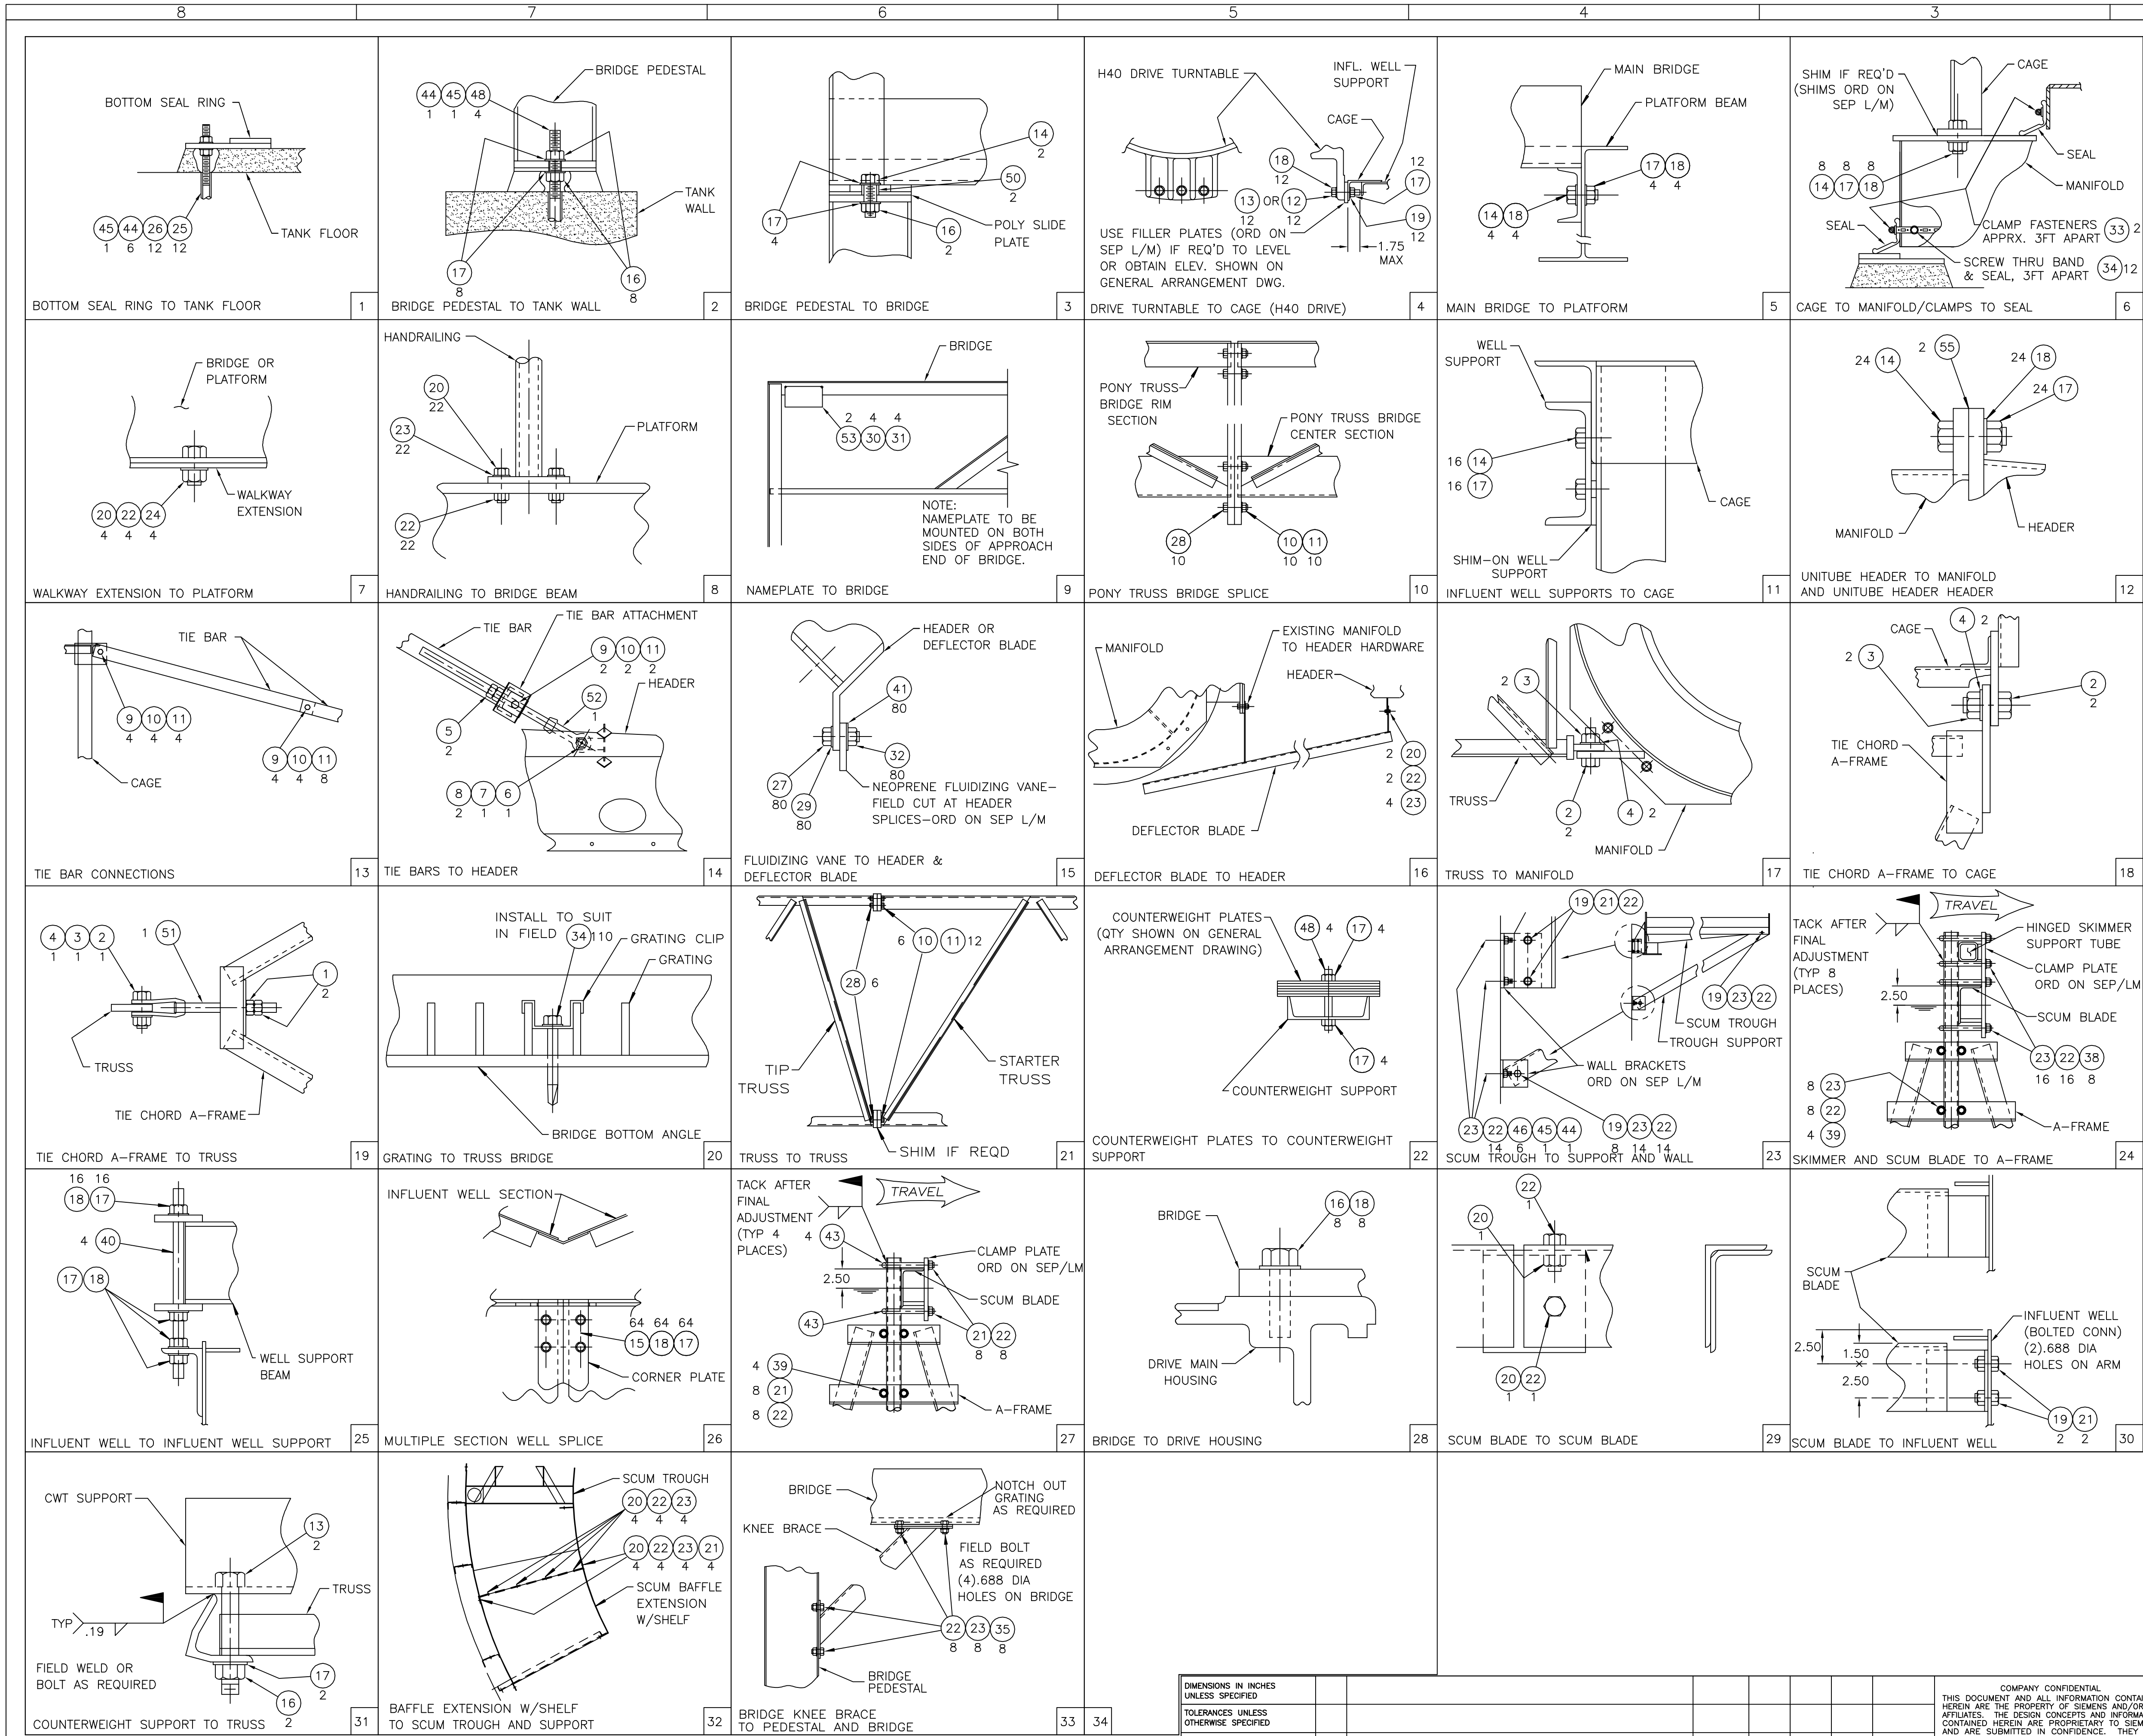 8 7 6 5 4 3
BOTTOM SEAL RING
45 44 26 25
1 6 12 12
TANK FLOOR
BOTTOM SEAL RING TO TANK FLOOR
1
BRIDGE PEDESTAL
44 45 48
1 1 4
TANK
WALL
17
8
16
8
BRIDGE PEDESTAL TO TANK WALL
2
14
2
50
2
17
4
16
2
POLY SLIDE
PLATE
BRIDGE PEDESTAL TO BRIDGE
3
H40 DRIVE TURNTABLE
INFL. WELL
SUPPORT
CAGE
18
12
12
17
13 OR 12
12 12
19
12
USE FILLER PLATES (ORD ON
SEP L/M) IF REQ'D TO LEVEL
OR OBTAIN ELEV. SHOWN ON
GENERAL ARRANGEMENT DWG.
1.75
MAX
DRIVE TURNTABLE TO CAGE (H40 DRIVE)
4
MAIN BRIDGE
PLATFORM BEAM
17 18
4 4
14 18
4 4
MAIN BRIDGE TO PLATFORM
5
SHIM IF REQ'D
(SHIMS ORD ON
SEP L/M)
CAGE
SEAL
8 8 8
14 17 18
MANIFOLD
SEAL
CLAMP FASTENERS
APPRX. 3FT APART 33 2
SCREW THRU BAND
& SEAL, 3FT APART 34 12
CAGE TO MANIFOLD/CLAMPS TO SEAL
6
BRIDGE OR
PLATFORM
WALKWAY
EXTENSION
20 22 24
4 4 4
WALKWAY EXTENSION TO PLATFORM
7
HANDRAILING
20
22
23
22
PLATFORM
22
22
HANDRAILING TO BRIDGE BEAM
8
BRIDGE
2 4 4
53 30 31
NOTE:
NAMEPLATE TO BE
MOUNTED ON BOTH
SIDES OF APPROACH
END OF BRIDGE.
NAMEPLATE TO BRIDGE
9
PONY TRUSS
BRIDGE RIM
SECTION
PONY TRUSS BRIDGE
CENTER SECTION
28
10
10 11
10 10
PONY TRUSS BRIDGE SPLICE
10
WELL
SUPPORT
16 14
16 17
CAGE
SHIM-ON WELL
SUPPORT
INFLUENT WELL SUPPORTS TO CAGE
11
24 14
2 55
24 18
24 17
MANIFOLD
HEADER
UNITUBE HEADER TO MANIFOLD
AND UNITUBE HEADER HEADER
12
TIE BAR
9 10 11
4 4 4
9 10 11
4 4 8
CAGE
TIE BAR CONNECTIONS
13
TIE BAR
TIE BAR ATTACHMENT
9 10 11
2 2 2
HEADER
52
1
5
2
8 7 6
2 1 1
TIE BARS TO HEADER
14
HEADER OR
DEFLECTOR BLADE
41
80
32
80
27
80
29
80
NEOPRENE FLUIDIZING VANE-
FIELD CUT AT HEADER
SPLICES-ORD ON SEP L/M
FLUIDIZING VANE TO HEADER &
DEFLECTOR BLADE
15
MANIFOLD
EXISTING MANIFOLD
TO HEADER HARDWARE
HEADER
2 20
2 22
4 23
DEFLECTOR BLADE
DEFLECTOR BLADE TO HEADER
16
2 3
TRUSS
2
2
4 2
MANIFOLD
TRUSS TO MANIFOLD
17
CAGE
4 2
2 3
2
2
TIE CHORD
A-FRAME
TIE CHORD A-FRAME TO CAGE
18
4 3 2
1 1 1
1 51
1
2
TRUSS
TIE CHORD A-FRAME
TIE CHORD A-FRAME TO TRUSS
19
INSTALL TO SUIT
IN FIELD 34 110
GRATING CLIP
GRATING
BRIDGE BOTTOM ANGLE
GRATING TO TRUSS BRIDGE
20
6 10 11 12
28 6
TIP
TRUSS
STARTER
TRUSS
SHIM IF REQD
TRUSS TO TRUSS
21
COUNTERWEIGHT PLATES
(QTY SHOWN ON GENERAL
ARRANGEMENT DRAWING)
48 4 17 4
17 4
COUNTERWEIGHT SUPPORT
COUNTERWEIGHT PLATES TO COUNTERWEIGHT
SUPPORT
22
19 21 22
19 23 22
SCUM TROUGH
TROUGH SUPPORT
WALL BRACKETS
ORD ON SEP L/M
23 22 46 45 44
14 6 1 1
19 23 22
8 14 14
SCUM TROUGH TO SUPPORT AND WALL
23
TACK AFTER
FINAL
ADJUSTMENT
(TYP 8
PLACES)
TRAVEL
HINGED SKIMMER
SUPPORT TUBE
CLAMP PLATE
ORD ON SEP/LM
2.50
SCUM BLADE
23 22 38
16 16 8
8 23
8 22
4 39
A-FRAME
SKIMMER AND SCUM BLADE TO A-FRAME
24
16 16
18 17
4 40
17 18
WELL SUPPORT
BEAM
INFLUENT WELL TO INFLUENT WELL SUPPORT
25
INFLUENT WELL SECTION
64 64 64
15 18 17
CORNER PLATE
MULTIPLE SECTION WELL SPLICE
26
TACK AFTER
FINAL
ADJUSTMENT
(TYP 4
PLACES)
TRAVEL
4 43
CLAMP PLATE
ORD ON SEP/LM
2.50
SCUM BLADE
43
21 22
8 8
4 39
8 21
8 22
A-FRAME
27
BRIDGE
16 18
8 8
DRIVE MAIN
HOUSING
BRIDGE TO DRIVE HOUSING
28
22
1
20
1
20 22
1 1
SCUM BLADE TO SCUM BLADE
29
SCUM
BLADE
INFLUENT WELL
(BOLTED CONN)
(2).688 DIA
HOLES ON ARM
2.50
1.50
2.50
19 21
2 2
SCUM BLADE TO INFLUENT WELL
30
CWT SUPPORT
13
2
TRUSS
TYP
.19
FIELD WELD OR
BOLT AS REQUIRED
17
2
16
2
COUNTERWEIGHT SUPPORT TO TRUSS
31
SCUM TROUGH
20 22 23
4 4 4
20 22 23 21
4 4 4 4
SCUM BAFFLE
EXTENSION
W/SHELF
BAFFLE EXTENSION W/SHELF
TO SCUM TROUGH AND SUPPORT
32
BRIDGE
NOTCH OUT
GRATING
AS REQUIRED
KNEE BRACE
FIELD BOLT
AS REQUIRED
(4).688 DIA
HOLES ON BRIDGE
22 23 35
8 8 8
BRIDGE
PEDESTAL
BRIDGE KNEE BRACE
TO PEDESTAL AND BRIDGE
33
34
DIMENSIONS IN INCHES
UNLESS SPECIFIED
TOLERANCES UNLESS
OTHERWISE SPECIFIED
COMPANY CONFIDENTIAL
THIS DOCUMENT AND ALL INFORMATION
HEREIN ARE THE PROPERTY OF SIEMENS AND/OR
AFFILIATES. THE DESIGN CONCEPTS AND
CONTAINED HEREIN ARE PROPRIETARY TO
AND ARE SUBMITTED IN CONFIDENCE. THEY